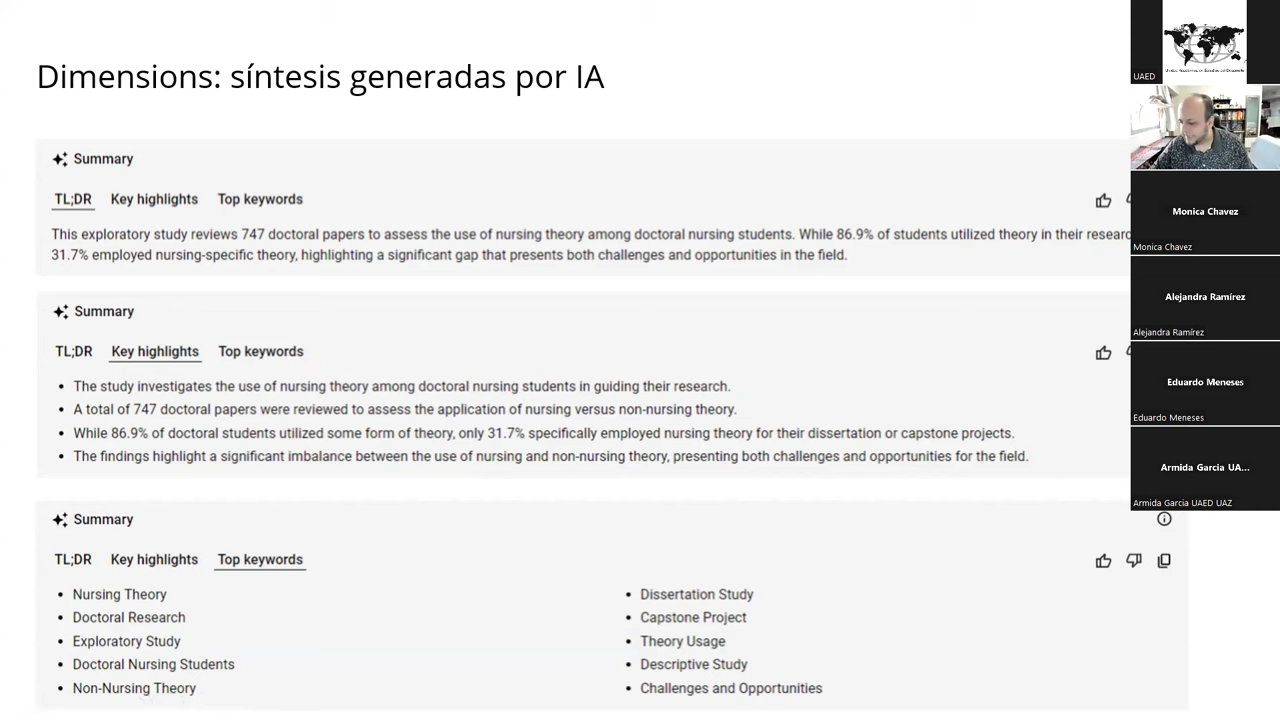 Dimensions: síntesis generadas por IA
Summary
TL;DR Key highlights Top keywords
This exploratory study reviews 747 doctoral papers to assess the use of nursing theory among doctoral nursing students. While 86.9% of students utilized theory in their
31.7% employed nursing-specific theory, highlighting a significant gap that presents both challenges and opportunities in the field.
Summary
TL;DR Key highlights Top keywords
• The study investigates the use of nursing theory among doctoral nursing students in guiding their research.
• A total of 747 doctoral papers were reviewed to assess the application of nursing versus non-nursing theory.
• While 86.9% of doctoral students utilized some form of theory, only 31.7% specifically employed nursing theory for their dissertation or capstone projects.
• The findings highlight a significant imbalance between the use of nursing and non-nursing theory, presenting both challenges and opportunities for the field.
Summary
TL;DR Key highlights Top keywords
• Nursing Theory
• Doctoral Research
• Exploratory Study
• Doctoral Nursing Students
• Non-Nursing Theory
• Dissertation Study
• Capstone Project
• Theory Usage
• Descriptive Study
• Challenges and Opportunities
UAED
Monica Chavez
Monica Chavez
Alejandra Ramírez
Alejandra Ramírez
Eduardo Meneses
Eduardo Meneses
Armida Garcia UA...
Armida Garcia UAED UAZ